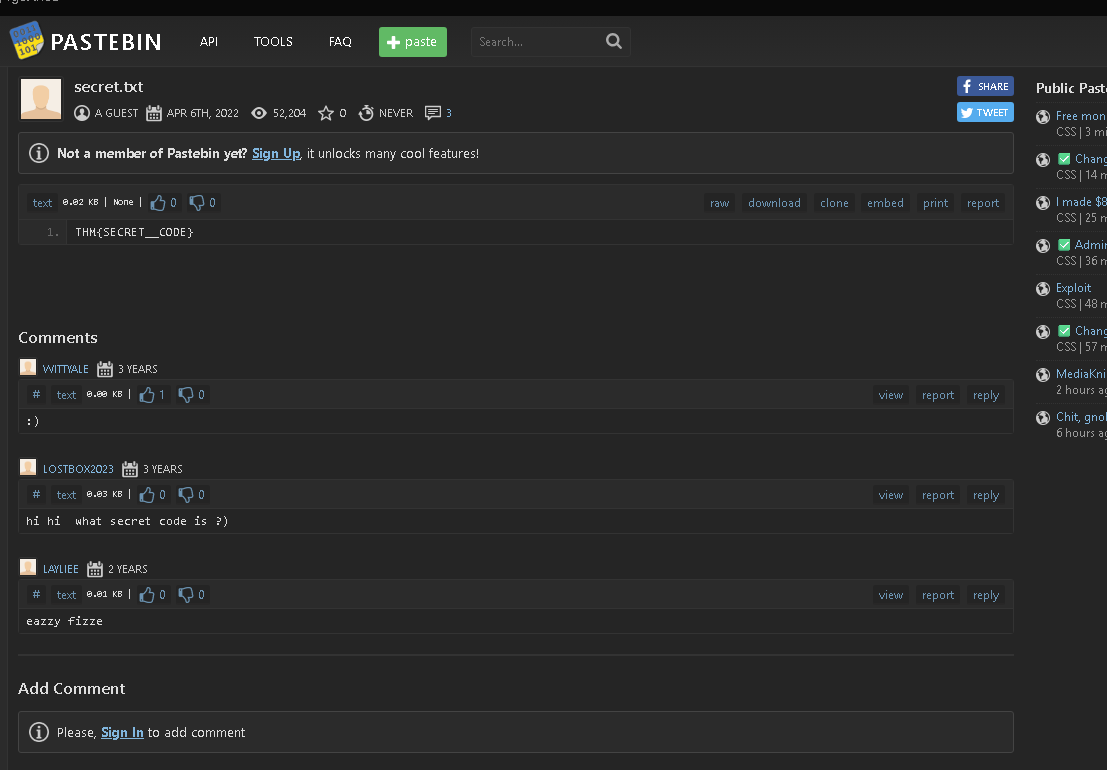 PASTEBIN API TOOLS FAQ paste Search...
secret.txt
SHARE
A GUEST APR 6TH, 2022 52,204 0 NEVER 3
TWEET
Not a member of Pastebin yet? Sign Up, it unlocks many cool features!
text 0.02 KB | None | 0 0 raw download clone embed print report
1. THM{SECRET__CODE}
Comments
WITTYALE 3 YEARS
# text 0.00 KB | 1 0 view report reply
:)
LOSTBOX2023 3 YEARS
# text 0.03 KB | 0 0 view report reply
hi hi  what secret code is ?)
LAYLIEE 2 YEARS
# text 0.01 KB | 0 0 view report reply
eazzy fizze
Add Comment
Please, Sign In to add comment
Public Past
Free mon
CSS | 3 mi
Chang
CSS | 14 m
I made $8
CSS | 25 m
Admi
CSS | 36 m
Exploit
CSS | 48 m
Chang
CSS | 57 m
MediaKni
2 hours ag
Chit, gnol
6 hours ag